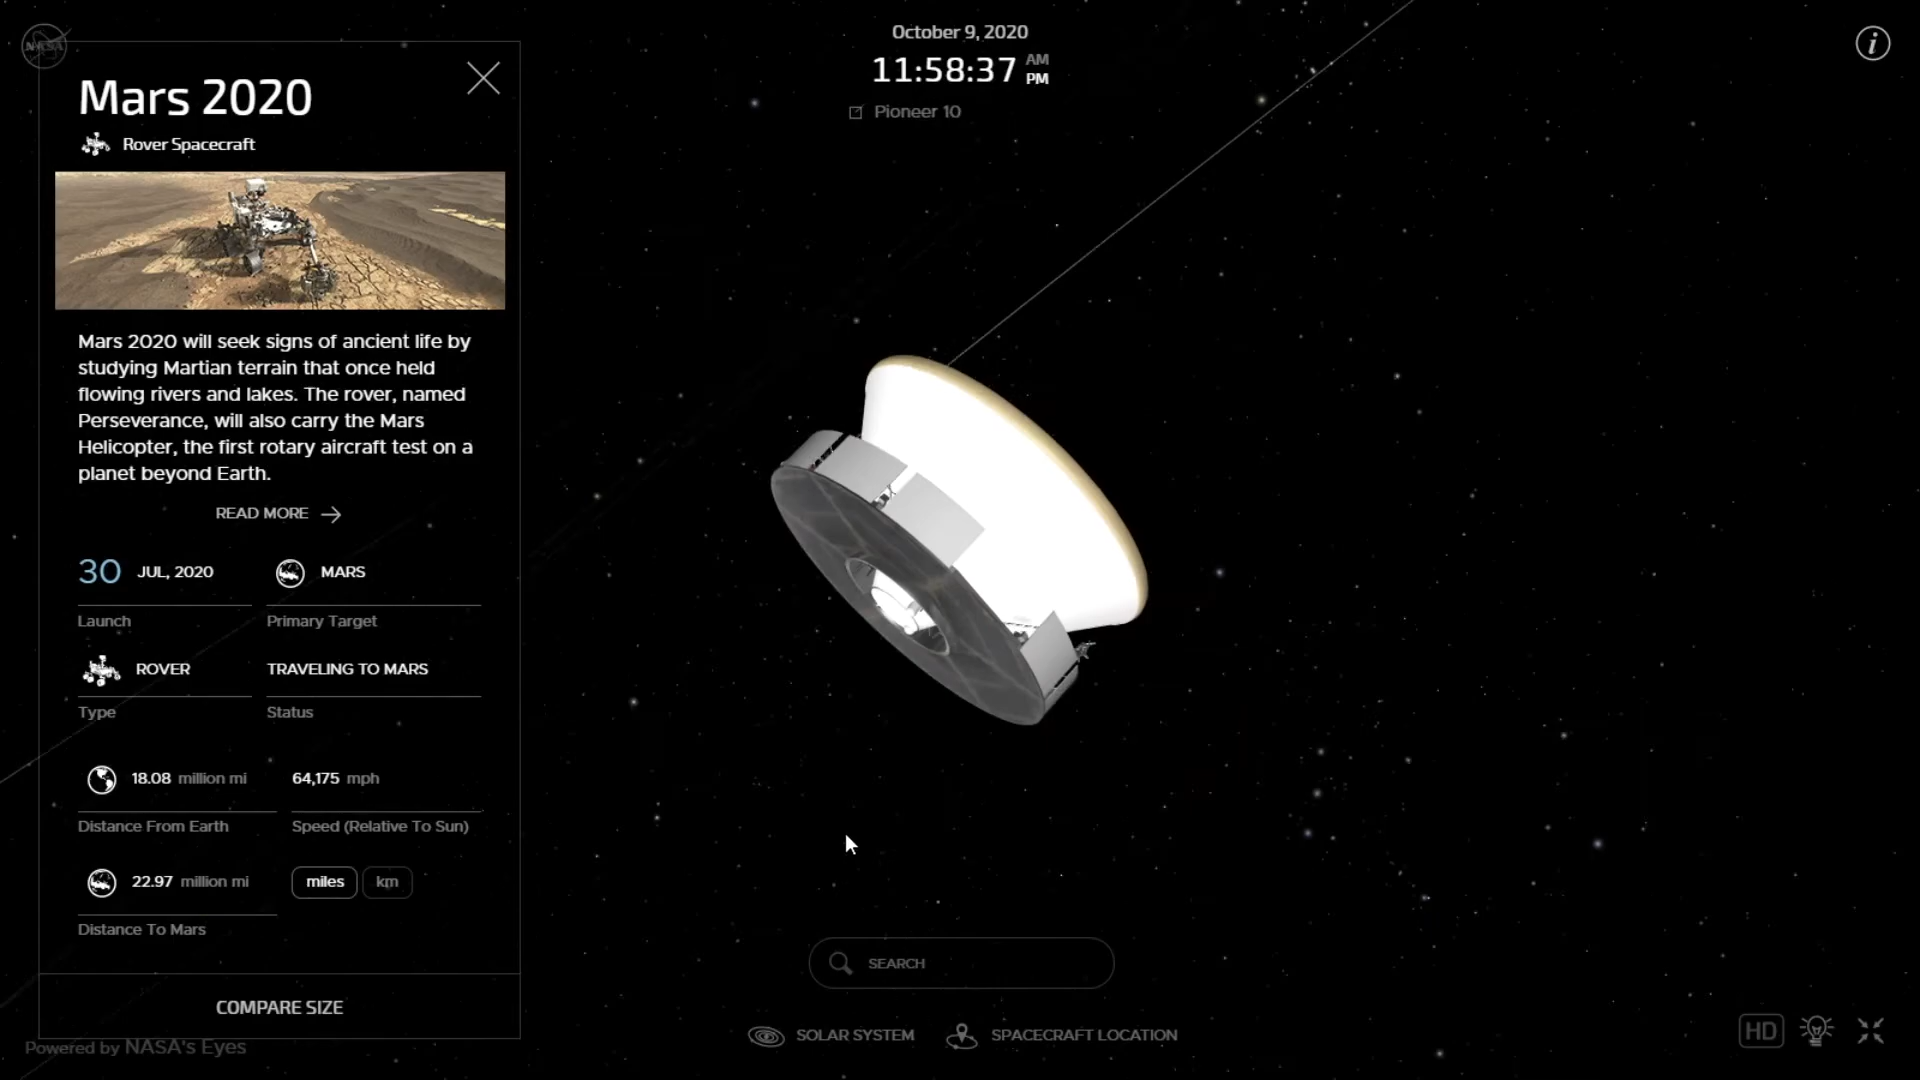 NASA
Mars 2020
Rover Spacecraft
Mars 2020 will seek signs of ancient life by
studying Martian terrain that once held
flowing rivers and lakes. The rover, named
Perseverance, will also carry the Mars
Helicopter, the first rotary aircraft test on a
planet beyond Earth.
READ MORE
30 JUL, 2020
Launch
MARS
Primary Target
ROVER
Type
TRAVELING TO MARS
Status
18.08 million mi
Distance From Earth
64,175 mph
Speed (Relative To Sun)
22.97 million mi
Distance To Mars
miles km
COMPARE SIZE
Powered by NASA's Eyes
October 9, 2020
11:58:37 AM
PM
Pioneer 10
i
SEARCH
SOLAR SYSTEM
SPACECRAFT LOCATION
HD